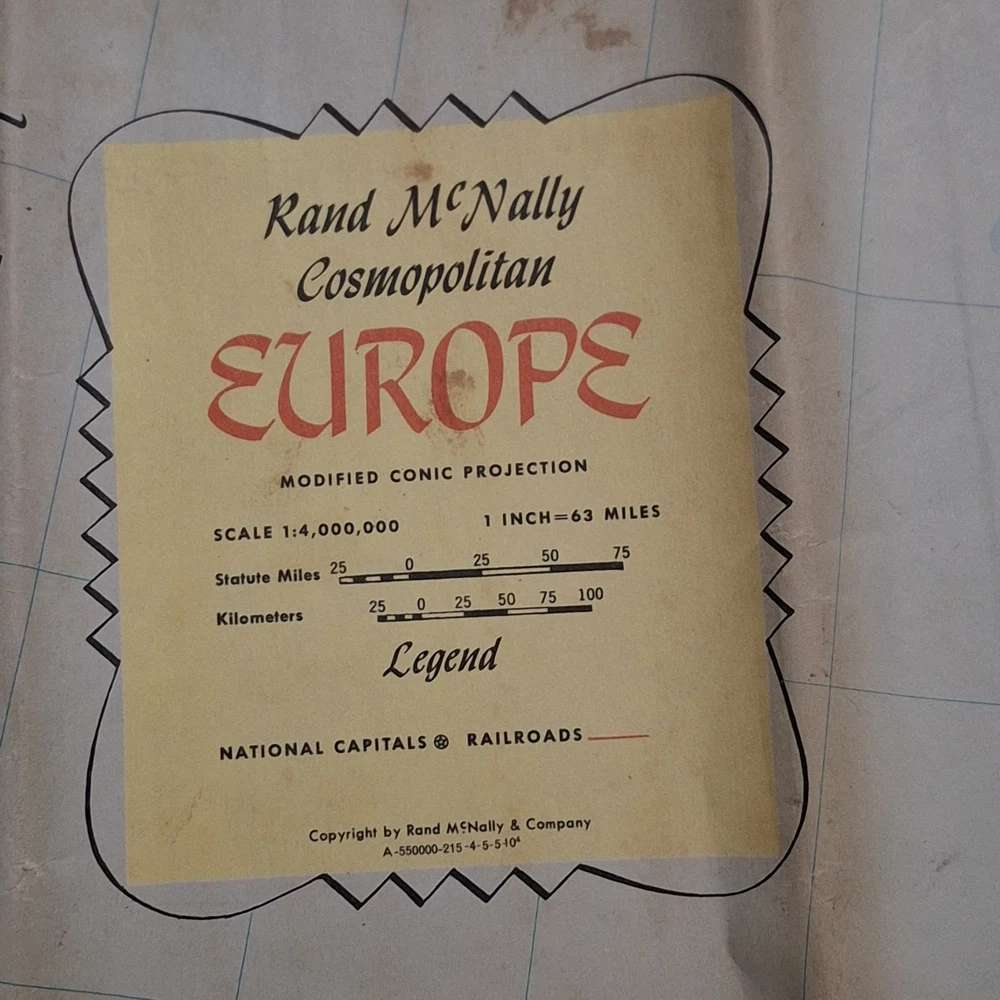 Rand McNally
Cosmopolitan
EUROPE
MODIFIED CONIC PROJECTION
SCALE 1:4,000,000 1 INCH=63 MILES
25 0 25 50 75
Statute Miles
25 0 25 50 75 100
Kilometers
Legend
NATIONAL CAPITALS RAILROADS
Copyright by Rand McNally & Company
A-550000-215-4-5-5-10⁴